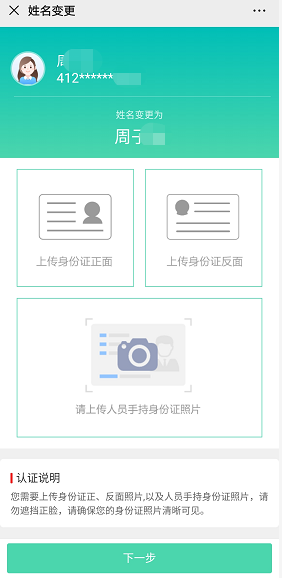 姓名变更
412******
姓名变更为
周子
上传身份证正面
上传身份证反面
请上传人员手持身份证照片
认证说明
您需要上传身份证正、反面照片,以及人员手持身份证照片，请
勿遮挡正脸，请确保您的身份证照片清晰可见。
下一步